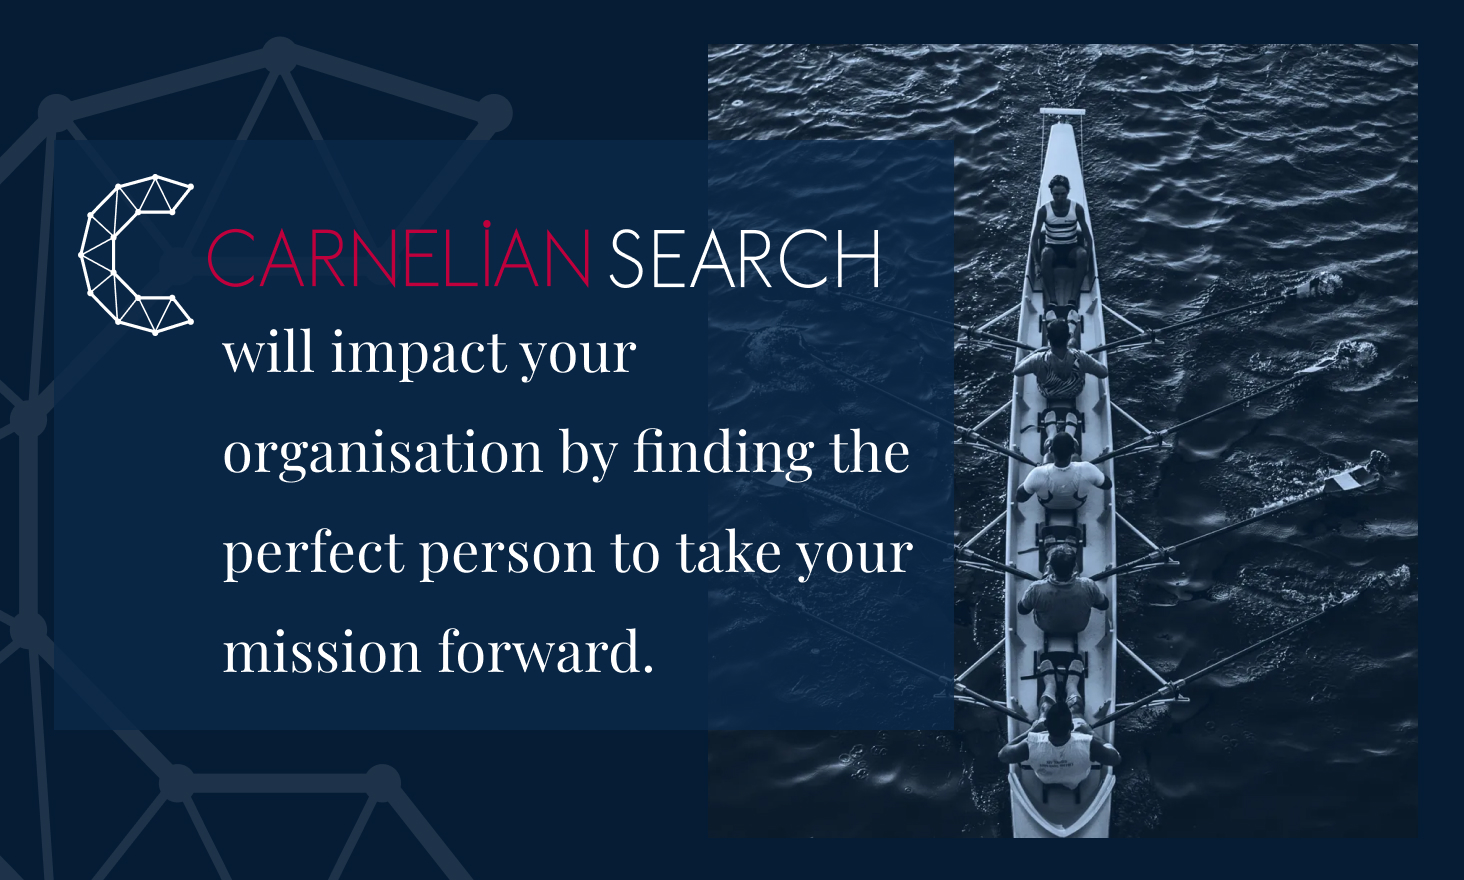 CARNELIAN SEARCH
will impact your
organisation by finding the
perfect person to take your
mission forward.